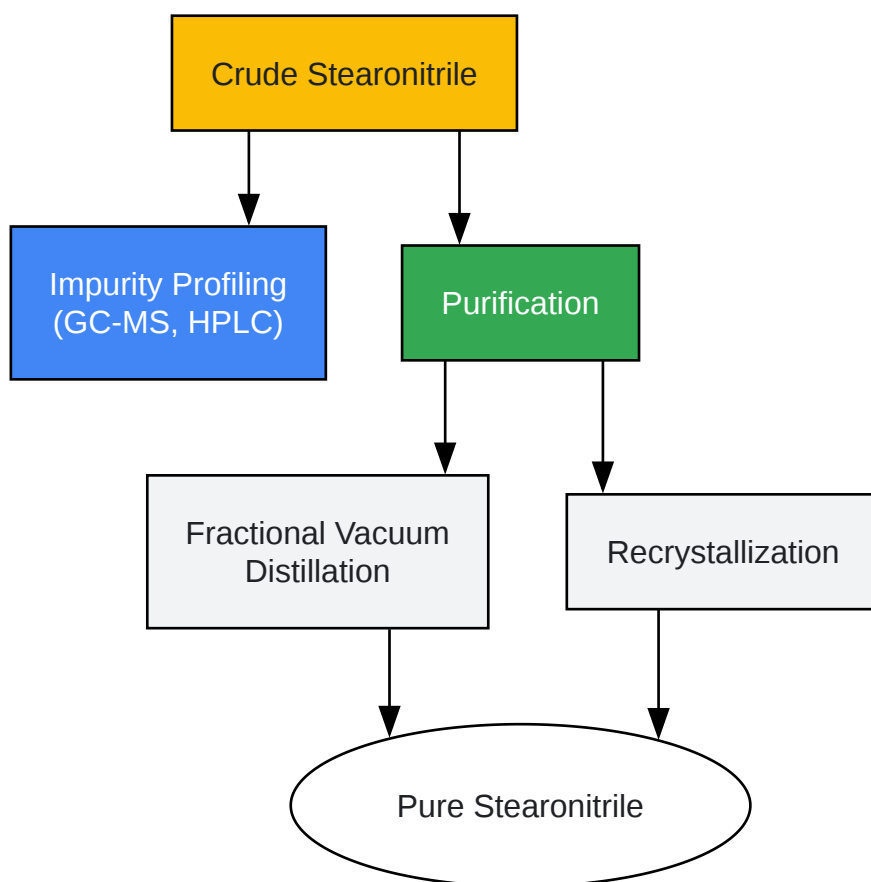 Crude Stearonitrile
Impurity Profiling
(GC-MS, HPLC)
Purification
Fractional Vacuum
Distillation
Recrystallization
Pure Stearonitrile